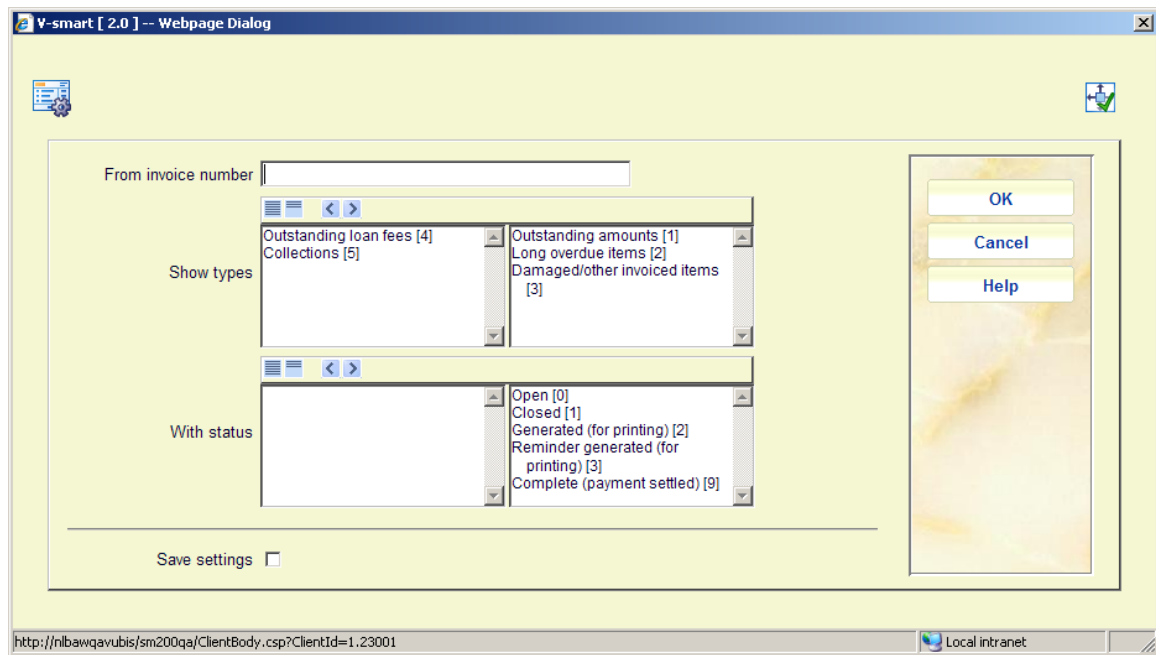 V-smart [ 2.0 ] -- Webpage Dialog
From invoice number
OK
Cancel
Help
Show types
Outstanding loan fees [4]
Collections [5]
Outstanding amounts [1]
Long overdue items [2]
Damaged/other invoiced items
[3]
With status
Open [0]
Closed [1]
Generated (for printing) [2]
Reminder generated (for
printing) [3]
Complete (payment settled) [9]
Save settings
http://nlbawqavubis/sm200qa/ClientBody.csp?ClientId=1.23001
Local intranet